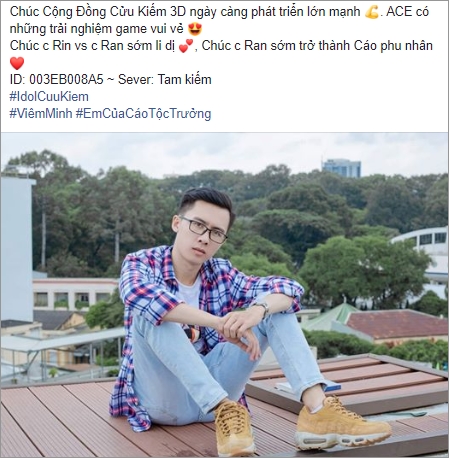 Chúc Cộng Đồng Cửu Kiếm 3D ngày càng phát triển lớn mạnh 💪. ACE có
những trải nghiệm game vui vẻ 😍
Chúc c Rin vs c Ran sớm li dị 💕, Chúc c Ran sớm trở thành Cáo phu nhân
❤️
ID: 003EB008A5 ~ Sever: Tam kiếm
#IdolCuuKiem
#ViêmMinh #EmCủaCáoTộcTrưởng